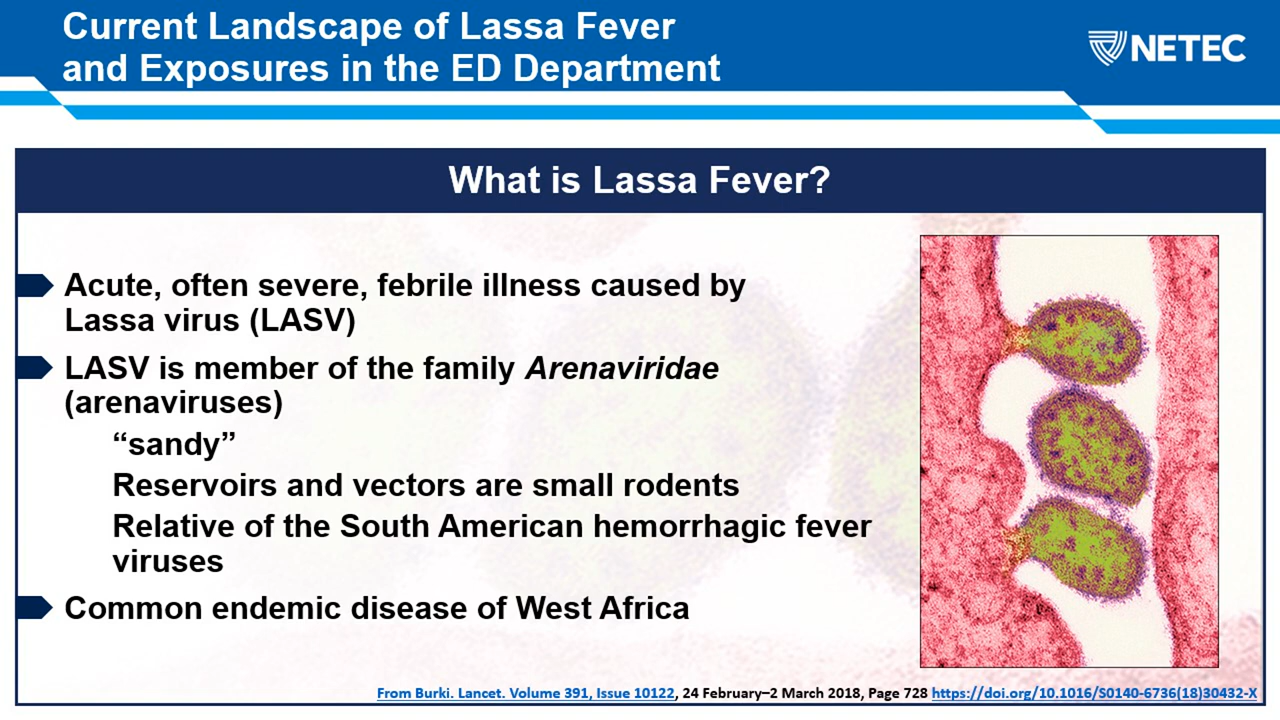 Current Landscape of Lassa Fever
and Exposures in the ED Department
NETEC
What is Lassa Fever?
Acute, often severe, febrile illness caused by
Lassa virus (LASV)
LASV is member of the family Arenaviridae
(arenaviruses)
“sandy”
Reservoirs and vectors are small rodents
Relative of the South American hemorrhagic fever
viruses
Common endemic disease of West Africa
From Burki. Lancet. Volume 391, Issue 10122, 24 February–2 March 2018, Page 728 https://doi.org/10.1016/S0140-6736(18)30432-X